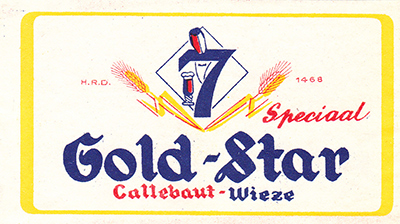 7
H.R.D. 1468
Speciaal
Gold-Star
Callebaut-Wieze